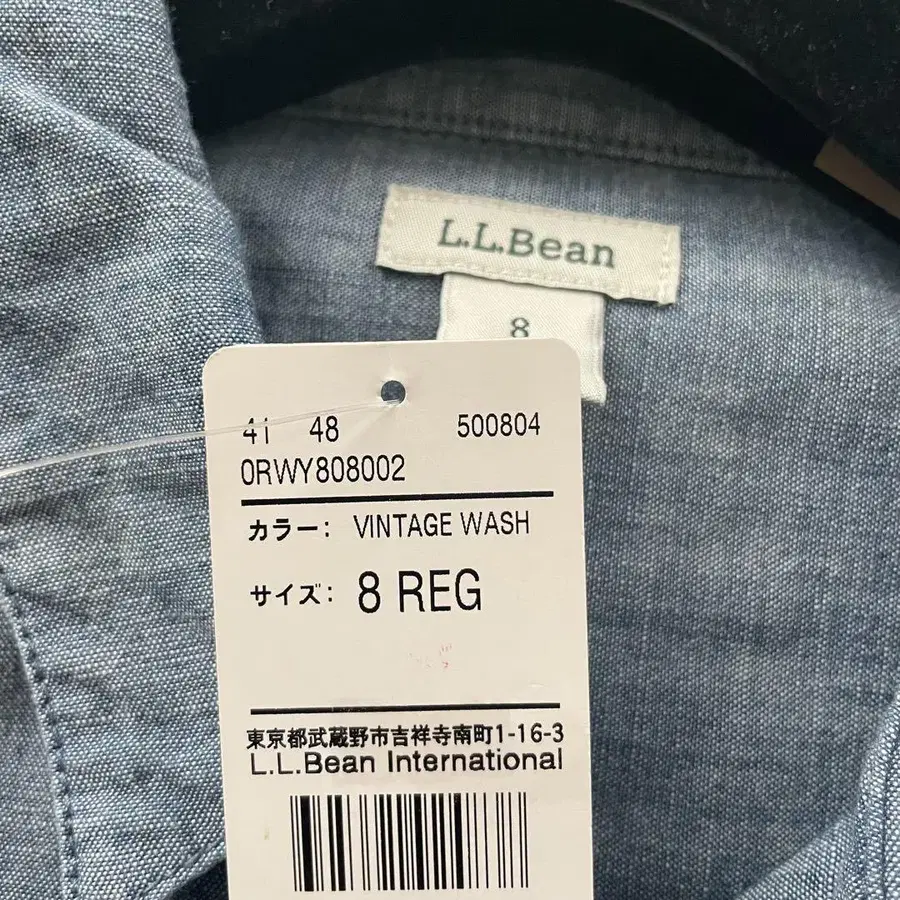 L.L.Bean
8
41 48 500804
0RWY808002
カラー: VINTAGE WASH
サイズ: 8 REG
東京都武蔵野市吉祥寺南町1-16-3
L.L.Bean International